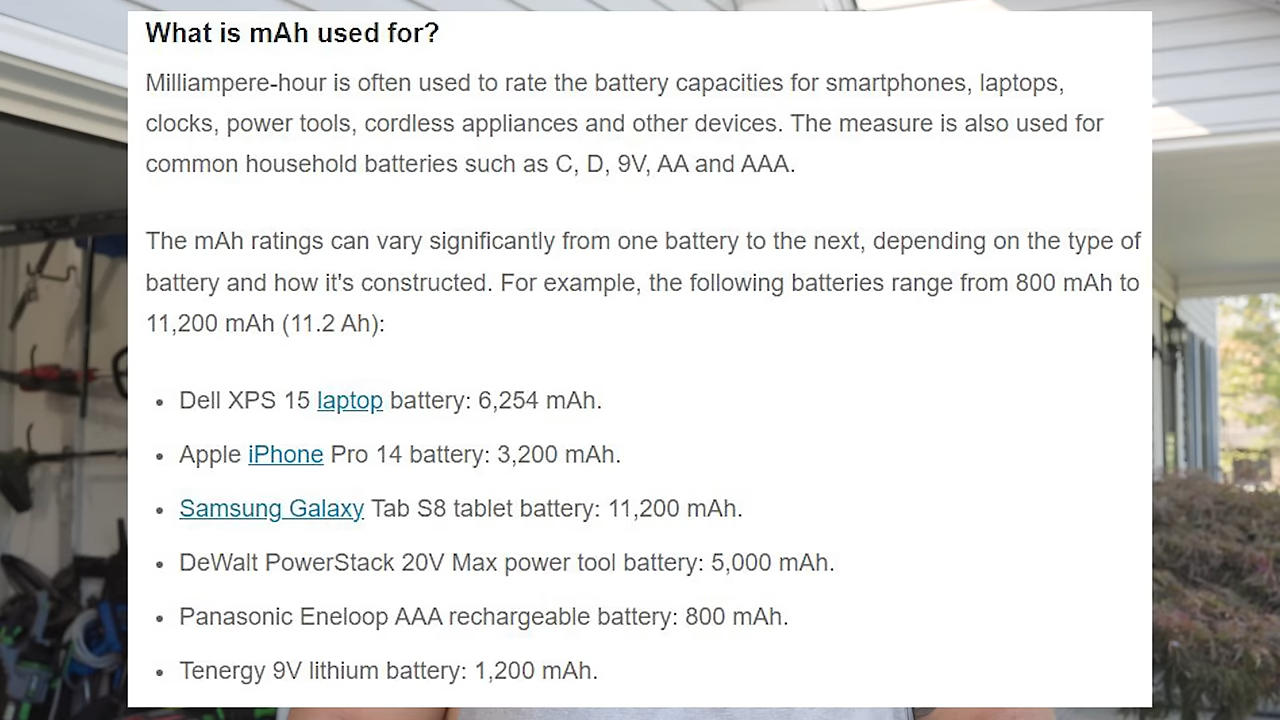 What is mAh used for?
Milliampere-hour is often used to rate the battery capacities for smartphones, laptops,
clocks, power tools, cordless appliances and other devices. The measure is also used for
common household batteries such as C, D, 9V, AA and AAA.
The mAh ratings can vary significantly from one battery to the next, depending on the type of
battery and how it's constructed. For example, the following batteries range from 800 mAh to
11,200 mAh (11.2 Ah):
• Dell XPS 15 laptop battery: 6,254 mAh.
• Apple iPhone Pro 14 battery: 3,200 mAh.
• Samsung Galaxy Tab S8 tablet battery: 11,200 mAh.
• DeWalt PowerStack 20V Max power tool battery: 5,000 mAh.
• Panasonic Eneloop AAA rechargeable battery: 800 mAh.
• Tenergy 9V lithium battery: 1,200 mAh.